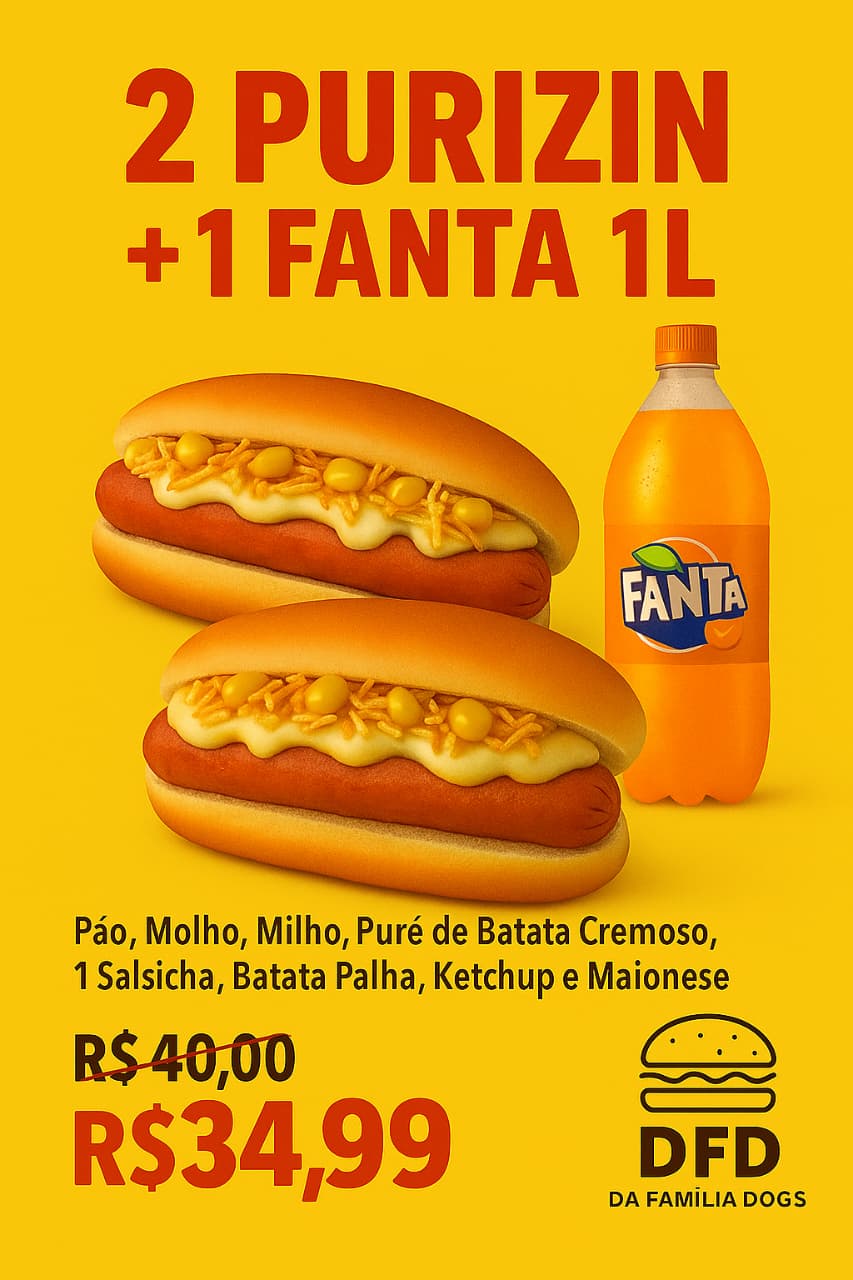 2 PURIZIN
+1 FANTA 1L
FANTA
Páo, Molho, Milho, Puré de Batata Cremoso,
1 Salsicha, Batata Palha, Ketchup e Maionese
R$ 40,00
R$34,99
DFD
DA FAMÍLIA DOGS